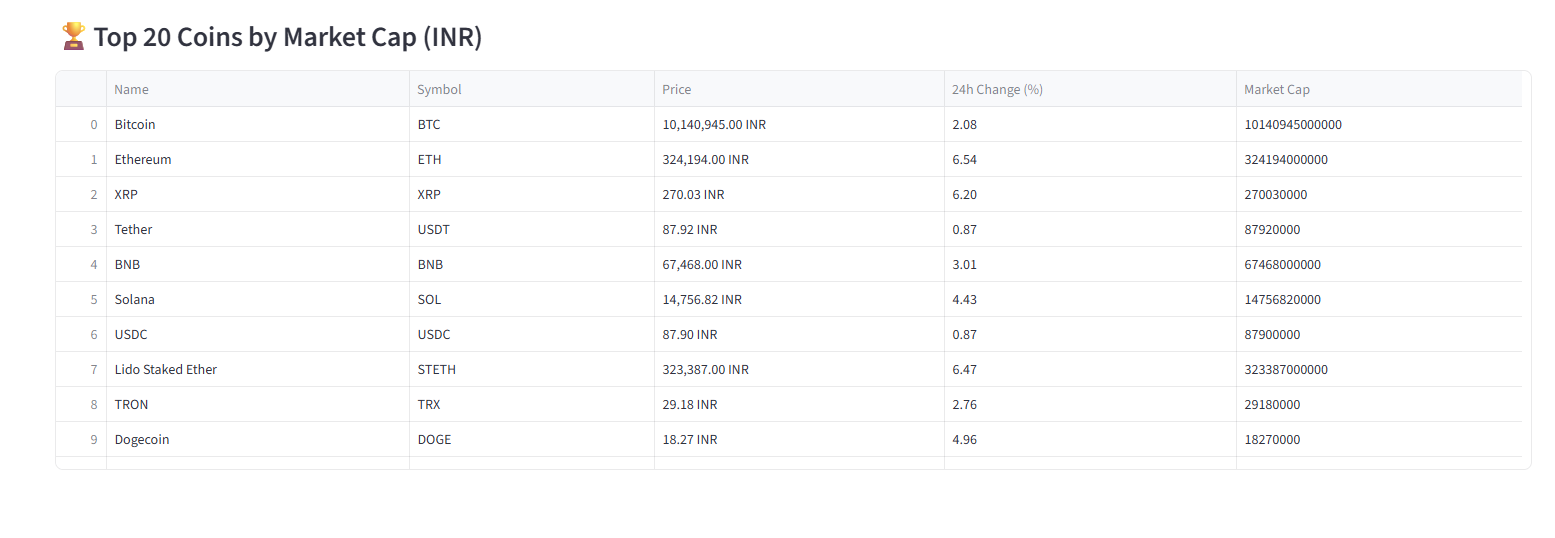 🏆 Top 20 Coins by Market Cap (INR)
Name Symbol Price 24h Change (%) Market Cap
0 Bitcoin BTC 10,140,945.00 INR 2.08 10140945000000
1 Ethereum ETH 324,194.00 INR 6.54 324194000000
2 XRP XRP 270.03 INR 6.20 270030000
3 Tether USDT 87.92 INR 0.87 87920000
4 BNB BNB 67,468.00 INR 3.01 67468000000
5 Solana SOL 14,756.82 INR 4.43 14756820000
6 USDC USDC 87.90 INR 0.87 87900000
7 Lido Staked Ether STETH 323,387.00 INR 6.47 323387000000
8 TRON TRX 29.18 INR 2.76 29180000
9 Dogecoin DOGE 18.27 INR 4.96 18270000